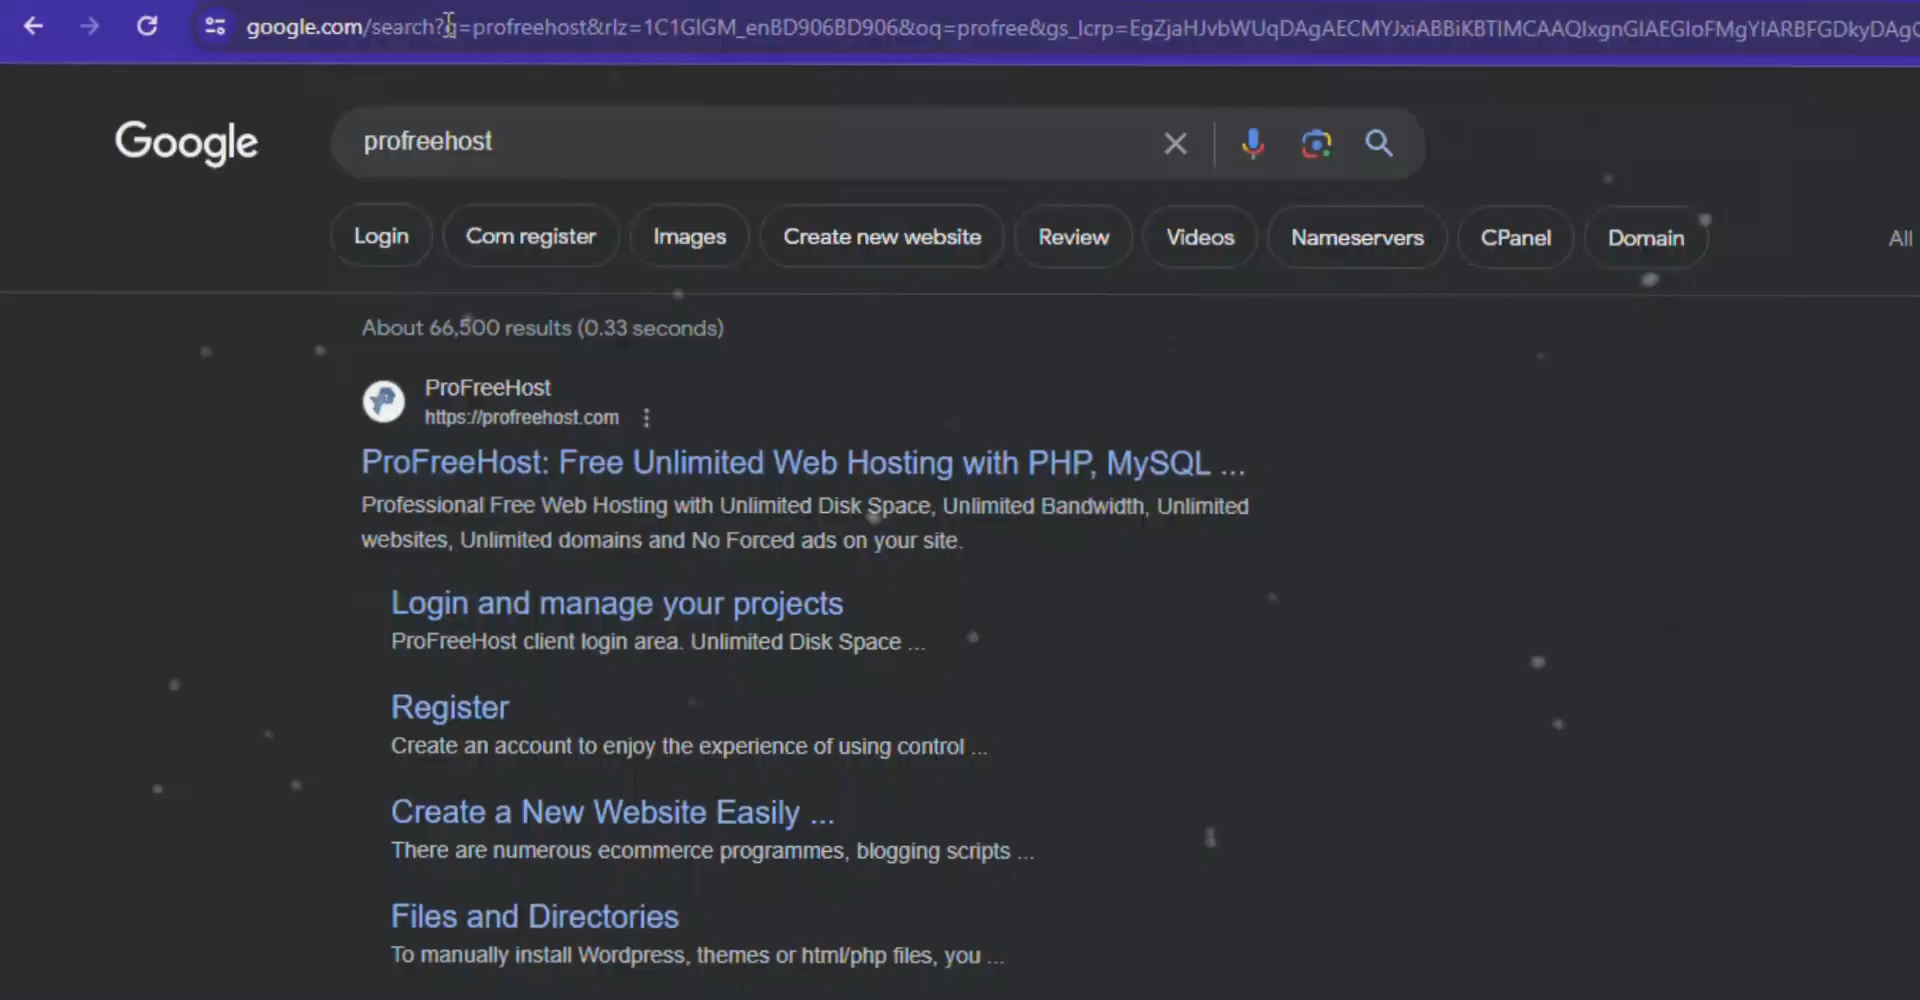 google.com/search?q=profreehost&rlz=1C1GIGM_enBD906BD906&oq=profree&gs_lcrp=
Google
profreehost
Login
Com register
Images
Create new website
Review
Videos
Nameservers
CPanel
Domain
All
About 66,500 results (0.33 seconds)
ProFreeHost
https://profreehost.com
ProFreeHost: Free Unlimited Web Hosting with PHP, MySQL ...
Professional Free Web Hosting with Unlimited Disk Space, Unlimited Bandwidth, Unlimited
websites, Unlimited domains and No Forced ads on your site.
Login and manage your projects
ProFreeHost client login area. Unlimited Disk Space ...
Register
Create an account to enjoy the experience of using control ...
Create a New Website Easily ...
There are numerous ecommerce programmes, blogging scripts ...
Files and Directories
To manually install Wordpress, themes or html/php files, you ...